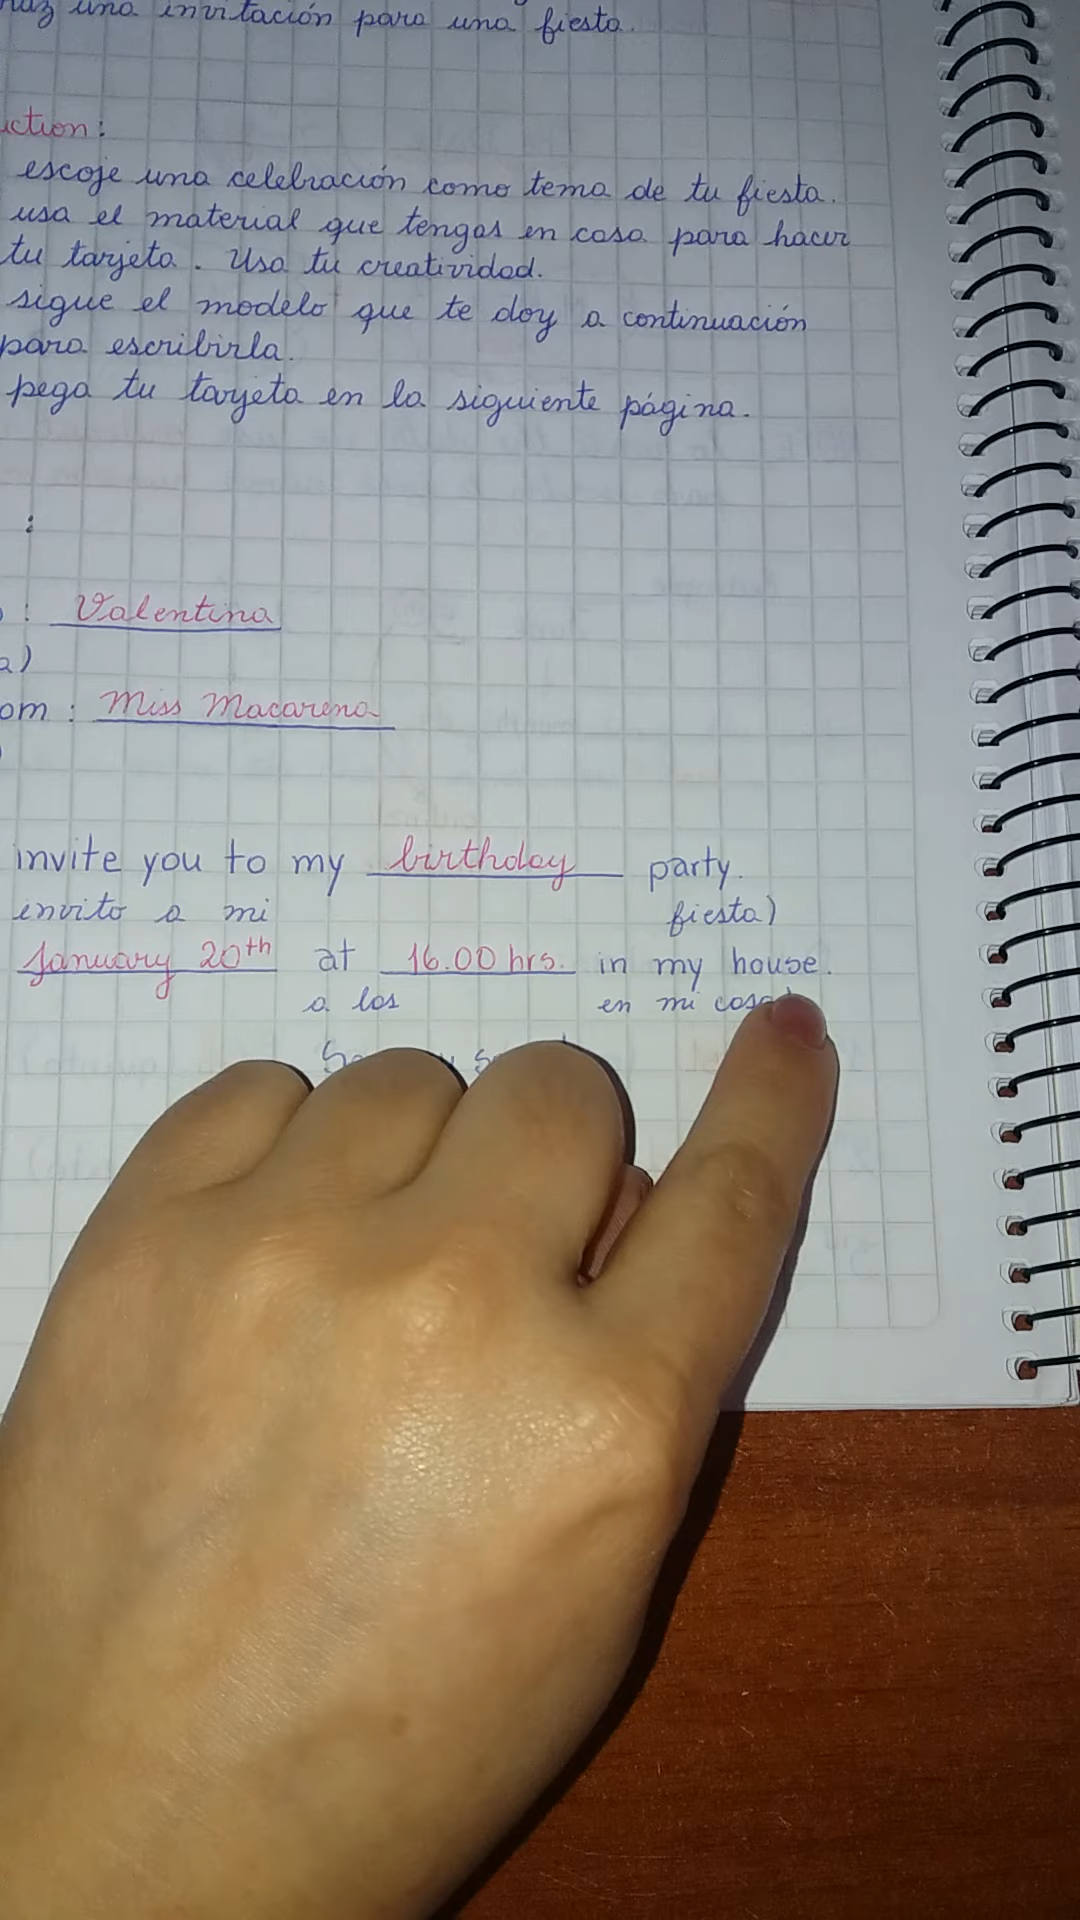 haz una invitación para una fiesta.
escoje una celebración como tema de tu fiesta.
usa el material que tengas en casa para hacer
tu tarjeta. Usa tu creatividad.
sigue el modelo que te doy a continuación
para escribirla.
pega tu tarjeta en la siguiente página.
:
: Valentina
om : Miss Macarena
invite you to my birthday party.
invito a mi fiesta)
January 20th at 16.00 hrs. in my house.
a las en mi casa)